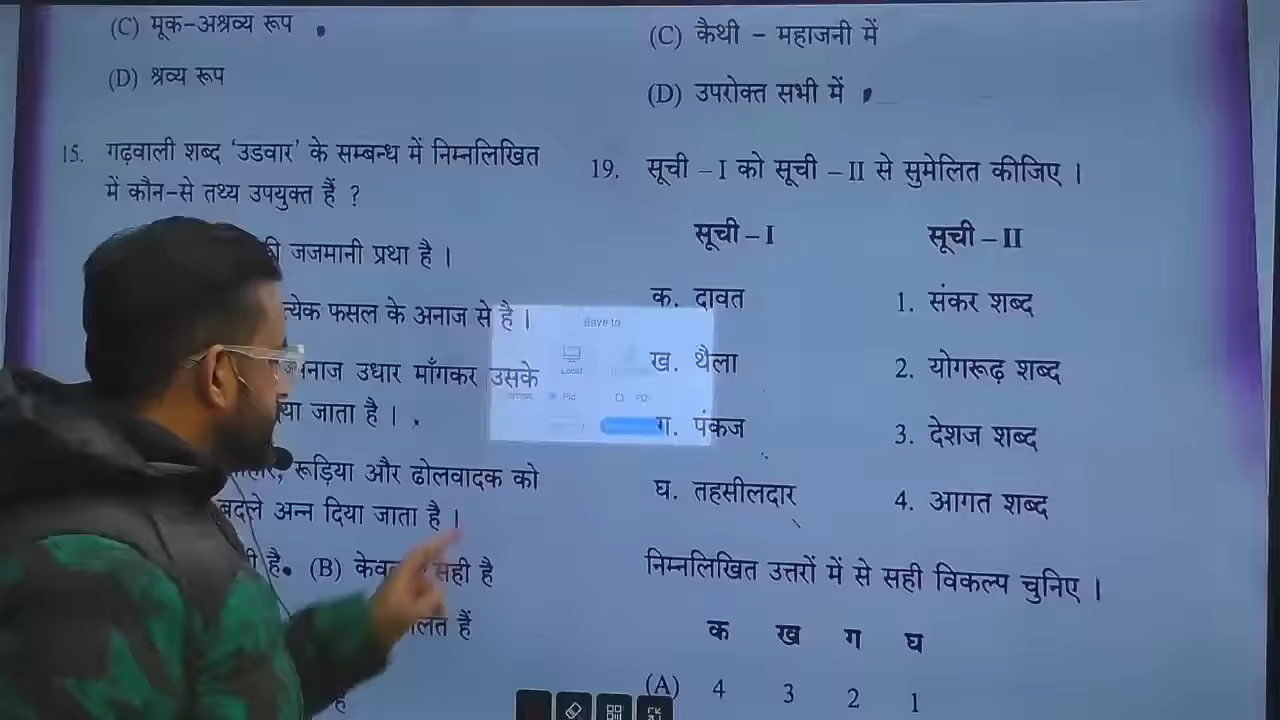 (C) मूक-अश्रव्य रूप
(D) श्रव्य रूप
15. गढ़वाली शब्द 'उडवार' के सम्बन्ध में निम्नलिखित
में कौन-से तथ्य उपयुक्त हैं ?
जजमानी प्रथा है ।
फसल के अनाज से है ।
उधार माँगकर उसके
जाता है ।
रूड़िया और ढोलवादक को
बदले अन्न दिया जाता है ।
है. (B) सही है
हैं
(C) कैथी - महाजनी में
(D) उपरोक्त सभी में
19. सूची - I को सूची - II से सुमेलित कीजिए ।
सूची - I सूची - II
क. दावत 1. संकर शब्द
ख. थैला 2. योगरूढ़ शब्द
ग. पंकज 3. देशज शब्द
घ. तहसीलदार 4. आगत शब्द
निम्नलिखित उत्तरों में से सही विकल्प चुनिए ।
क ख ग घ
(A) 4 3 2 1
Save to
Local